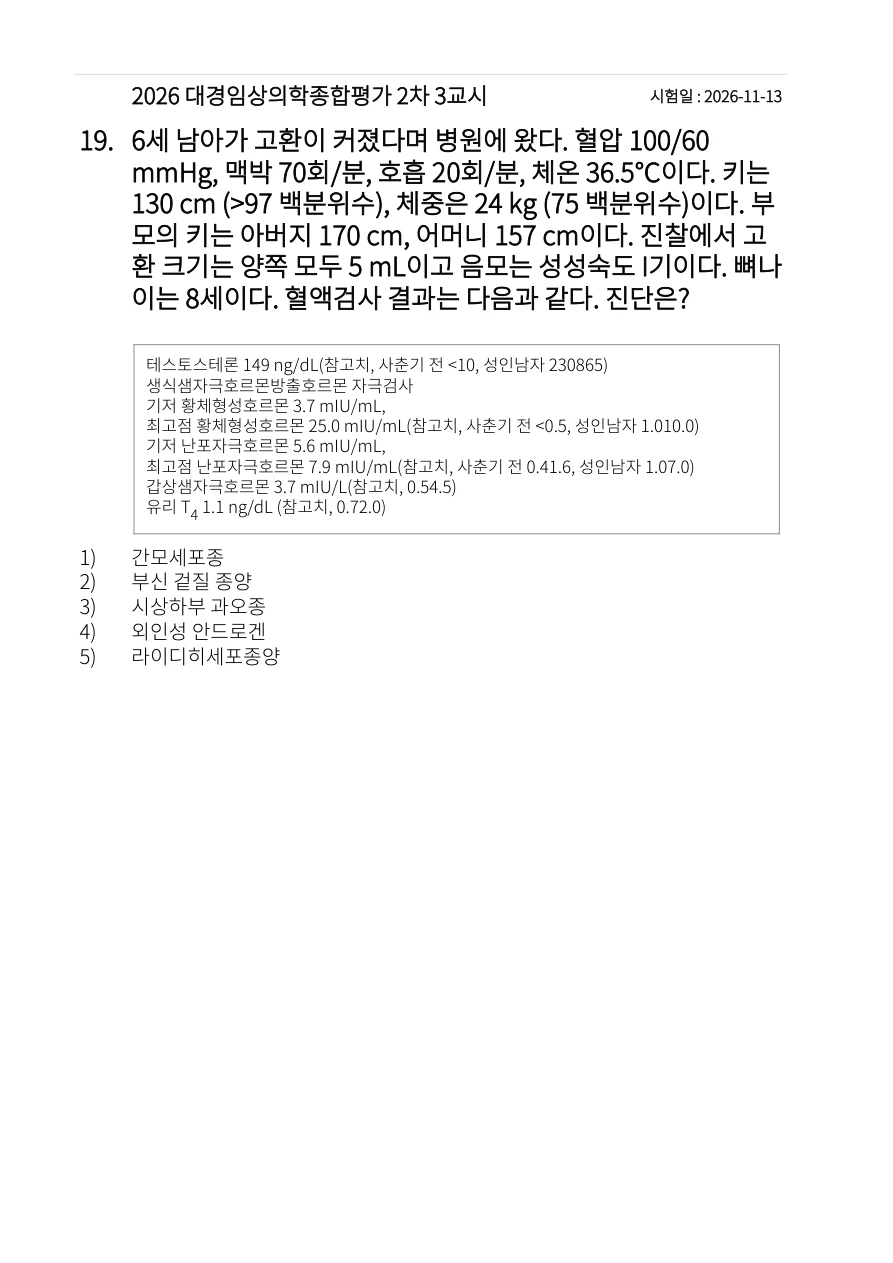 2026 대경임상의학종합평가 2차 3교시 시험일 : 2026-11-13
19. 6세 남아가 고환이 커졌다며 병원에 왔다. 혈압 100/60
mmHg, 맥박 70회/분, 호흡 20회/분, 체온 36.5℃이다. 키는
130 cm (>97 백분위수), 체중은 24 kg (75 백분위수)이다. 부
모의 키는 아버지 170 cm, 어머니 157 cm이다. 진찰에서 고
환 크기는 양쪽 모두 5 mL이고 음모는 성성숙도 I기이다. 뼈나
이는 8세이다. 혈액검사 결과는 다음과 같다. 진단은?
테스토스테론 149 ng/dL(참고치, 사춘기 전 <10, 성인남자 230865)
생식샘자극호르몬방출호르몬 자극검사
기저 황체형성호르몬 3.7 mIU/mL,
최고점 황체형성호르몬 25.0 mIU/mL(참고치, 사춘기 전 <0.5, 성인남자 1.010.0)
기저 난포자극호르몬 5.6 mIU/mL,
최고점 난포자극호르몬 7.9 mIU/mL(참고치, 사춘기 전 0.41.6, 성인남자 1.07.0)
갑상샘자극호르몬 3.7 mIU/L(참고치, 0.54.5)
유리 T4 1.1 ng/dL (참고치, 0.72.0)
1) 간모세포종
2) 부신 겉질 종양
3) 시상하부 과오종
4) 외인성 안드로겐
5) 라이디히세포종양